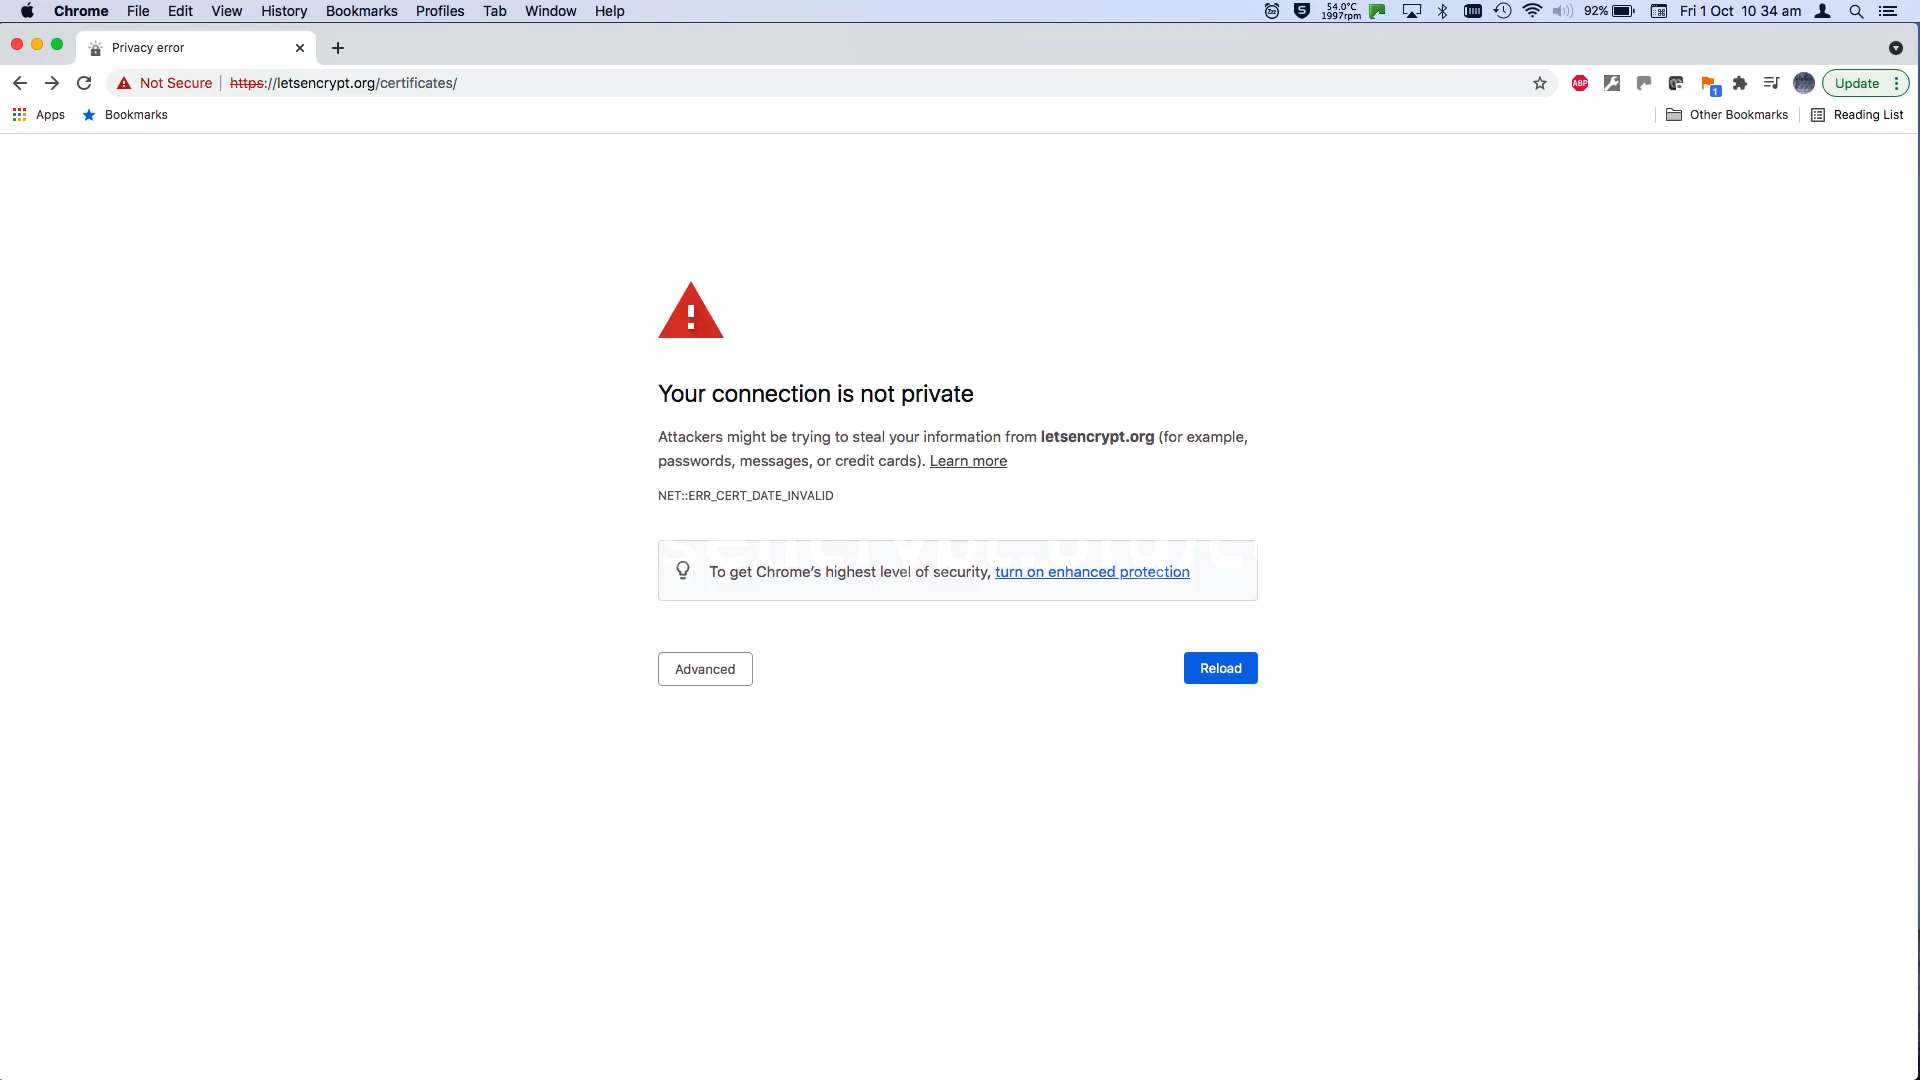 Chrome File Edit View History Bookmarks Profiles Tab Window Help 54.0°C 1997rpm 92% Fri 1 Oct 10 34 am
Privacy error
Not Secure https://letsencrypt.org/certificates/ ABP 1 Update
Apps Bookmarks Other Bookmarks Reading List
Your connection is not private
Attackers might be trying to steal your information from letsencrypt.org (for example,
passwords, messages, or credit cards). Learn more
NET::ERR_CERT_DATE_INVALID
To get Chrome’s highest level of security, turn on enhanced protection
Advanced Reload